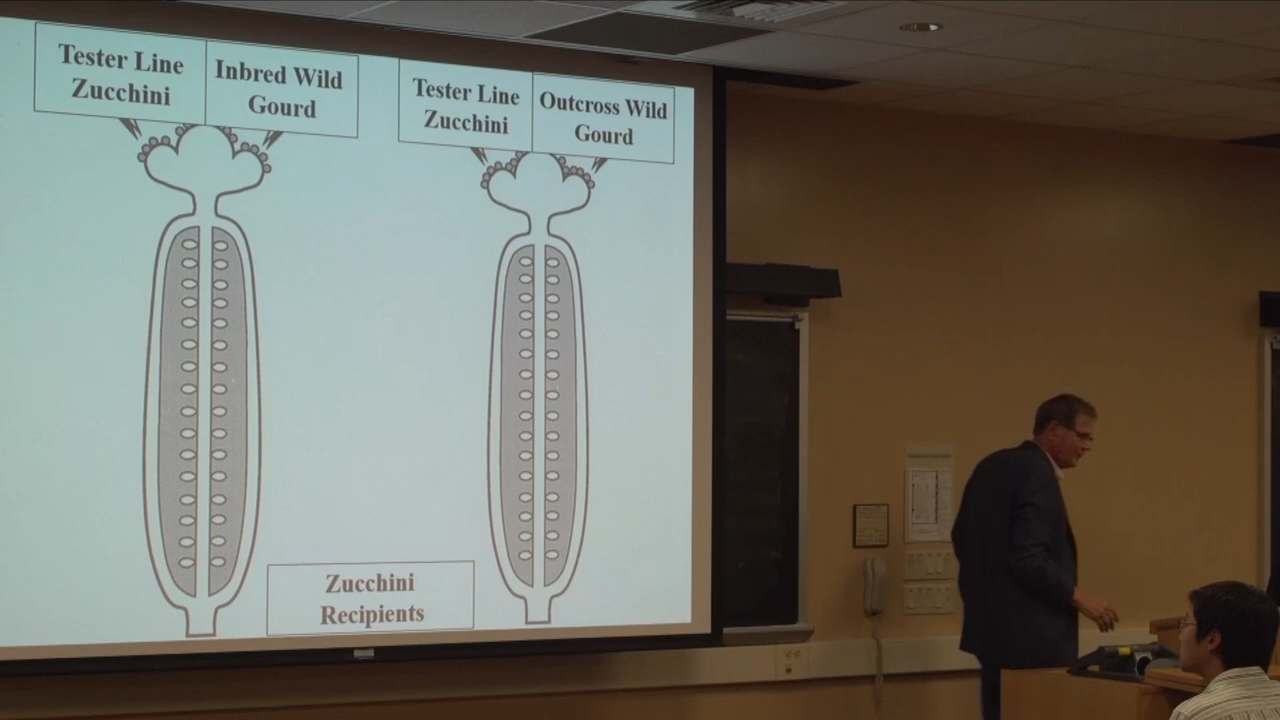 Tester Line
Zucchini
Inbred Wild
Gourd
Tester Line
Zucchini
Outcross Wild
Gourd
Zucchini
Recipients